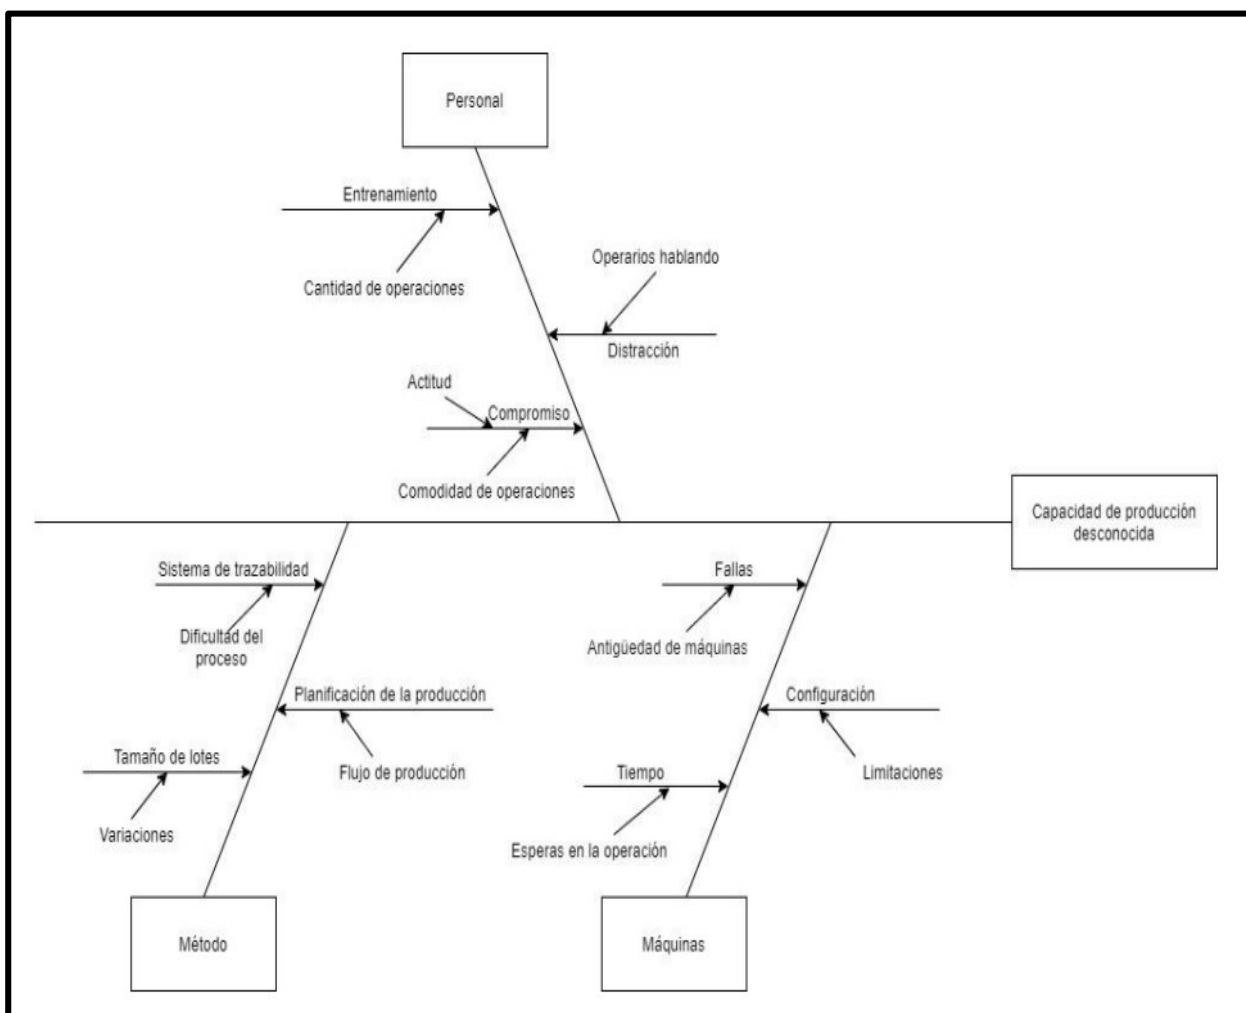 Personal
Entrenamiento
Cantidad de operaciones
Operarios hablando
Distracción
Actitud
Compromiso
Comodidad de operaciones
Capacidad de producción
desconocida
Sistema de trazabilidad
Dificultad del
proceso
Planificación de la producción
Flujo de producción
Tamaño de lotes
Variaciones
Método
Fallas
Antigüedad de máquinas
Configuración
Limitaciones
Tiempo
Esperas en la operación
Máquinas